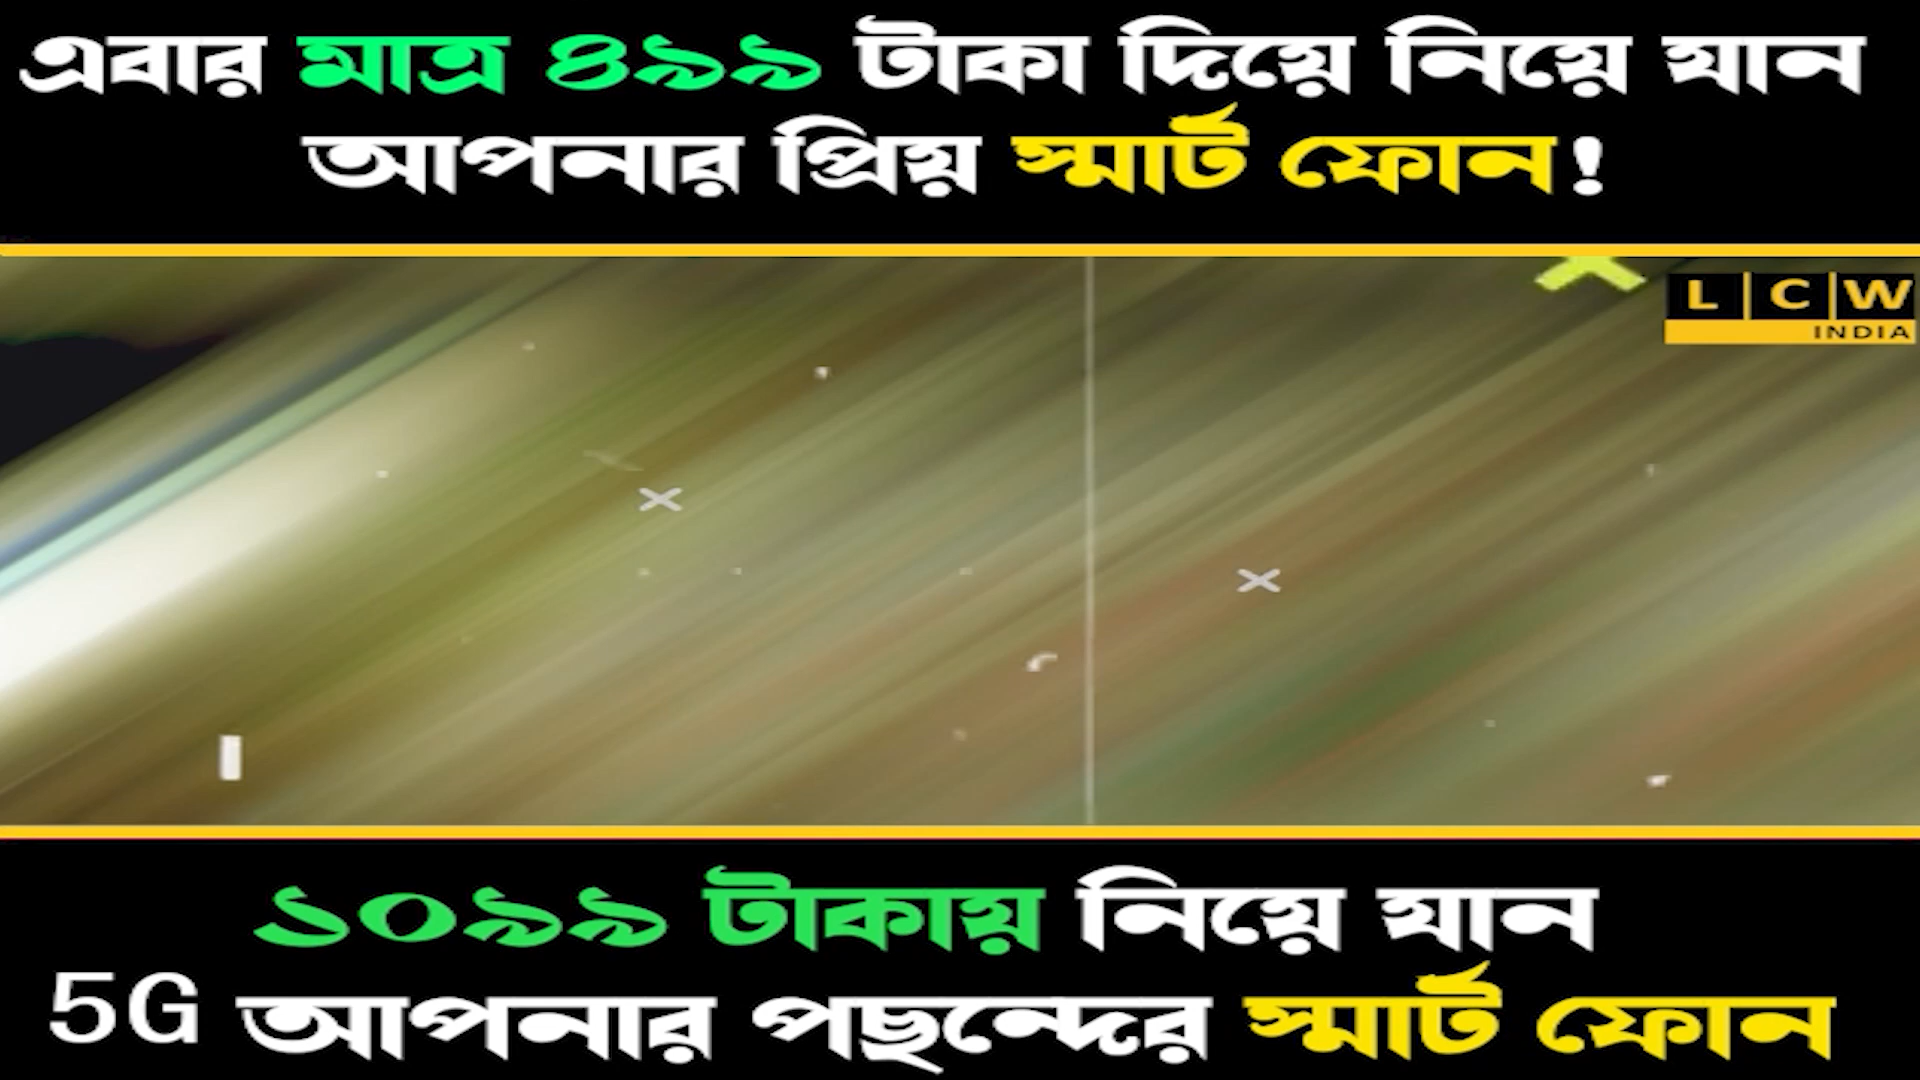 এবার মাত্র ৪৯৯ টাকা দিয়ে নিয়ে যান
আপনার প্রিয় স্মার্ট ফোন!
L C W
INDIA
১০৯৯ টাকায় নিয়ে যান
5G আপনার পছন্দের স্মার্ট ফোন